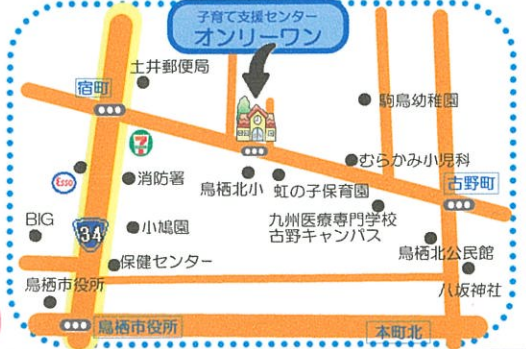 子育て支援センター
オンリーワン
土井郵便局
宿町
駒鳥幼稚園
7
むらかみ小児科
Esso
消防署
鳥栖北小
虹の子保育園
古野町
BIG
34
小鳩園
九州医療専門学校
古野キャンパス
鳥栖北公民館
保健センター
鳥栖市役所
八坂神社
鳥栖市役所
本町北